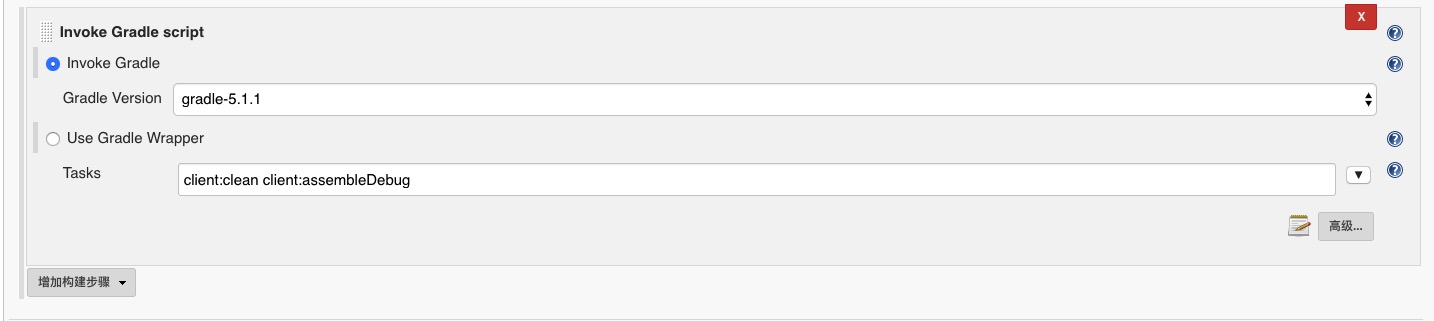 Invoke Gradle script
X
?
Invoke Gradle
?
Gradle Version
gradle-5.1.1
Use Gradle Wrapper
?
Tasks
client:clean client:assembleDebug
?
高级...
增加构建步骤